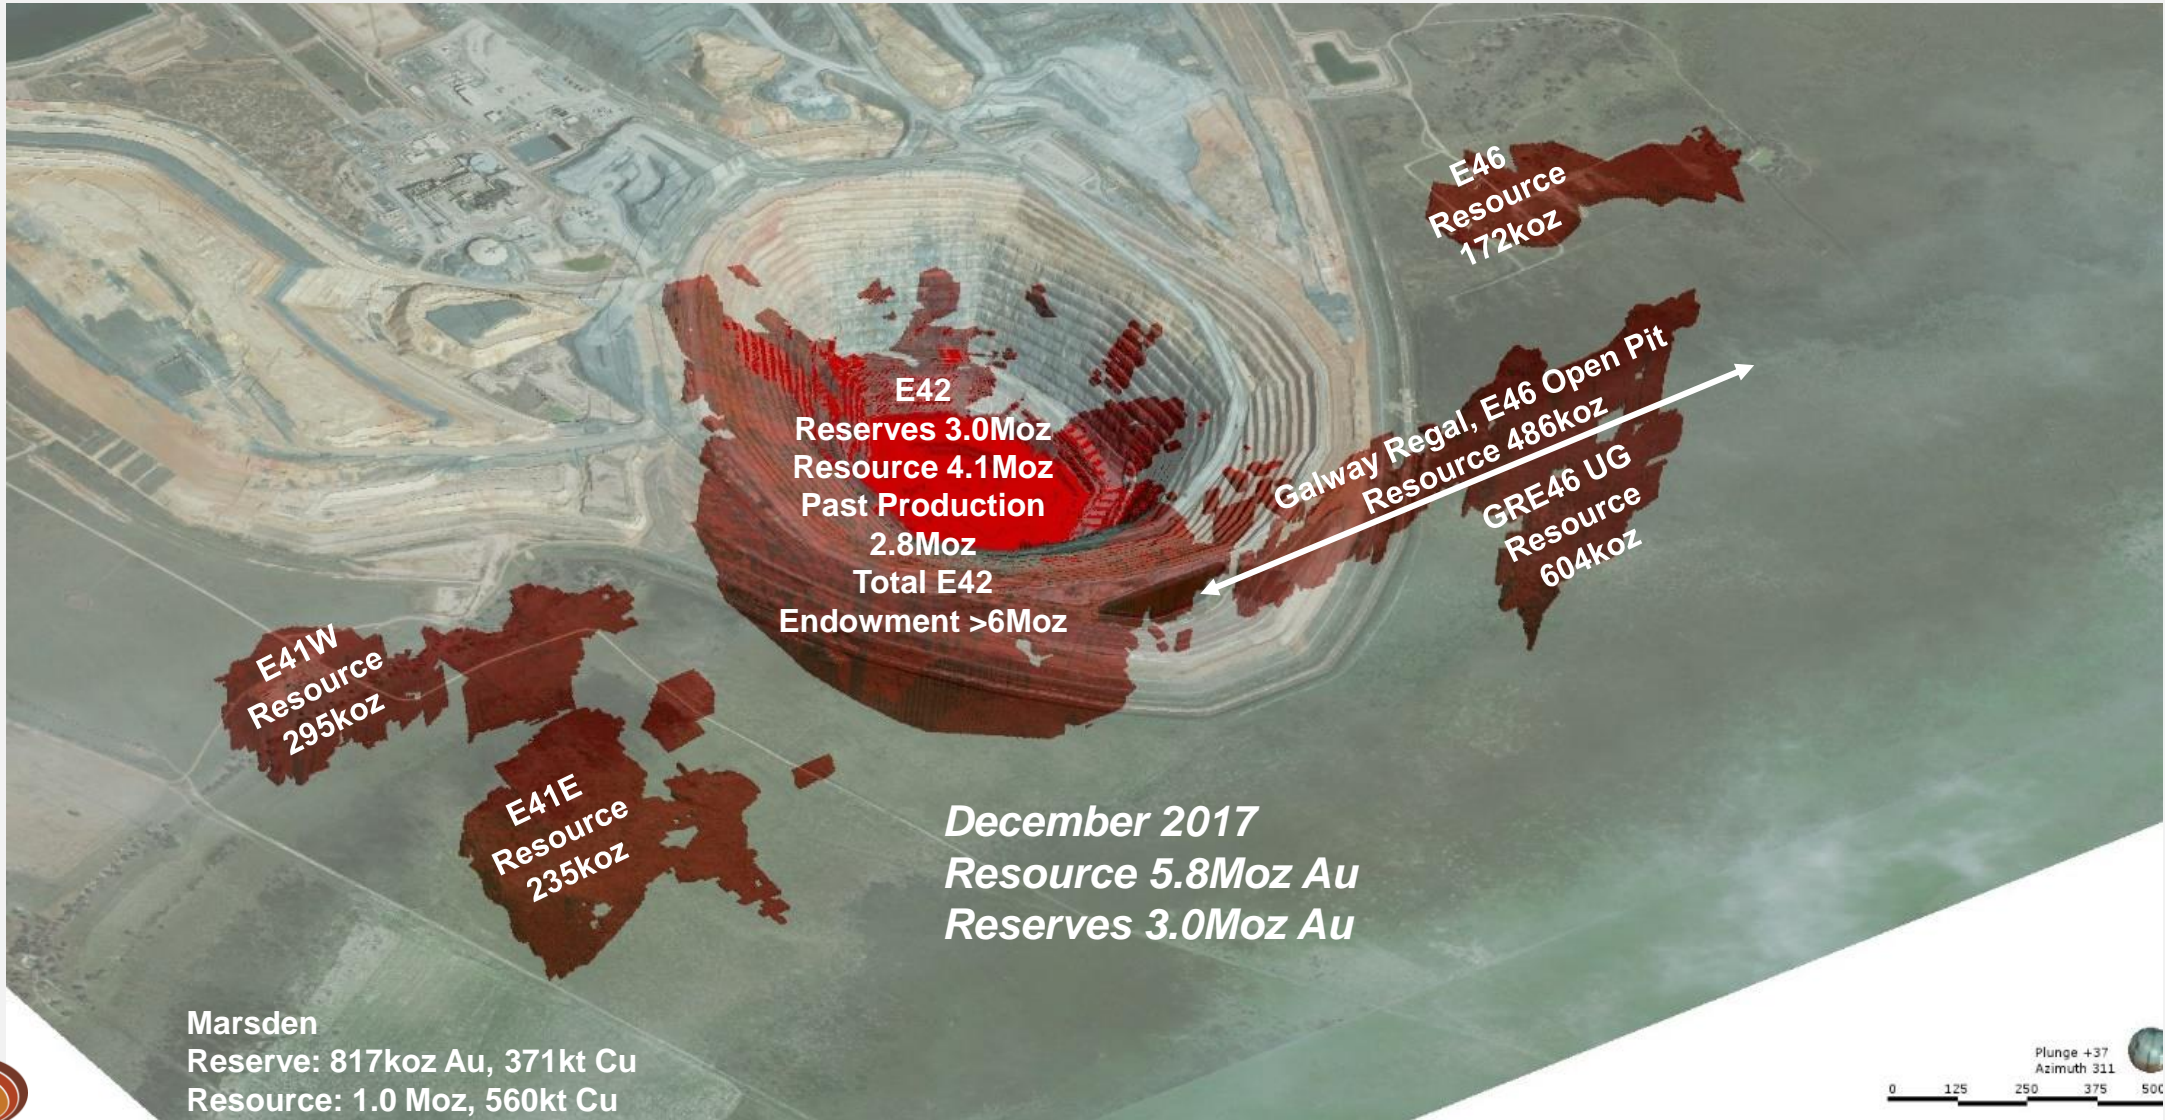 E46
Resource
172koz
Galway Regal, E46 Open Pit
Resource 486koz
GRE46 UG
Resource
604koz
E42
Reserves 3.0Moz
Resource 4.1Moz
Past Production
2.8Moz
Total E42
Endowment >6Moz
E41W
Resource
295koz
E41E
Resource
235koz
December 2017
Resource 5.8Moz Au
Reserves 3.0Moz Au
Marsden
Reserve: 817koz Au, 371kt Cu
Resource: 1.0 Moz, 560kt Cu
Plunge +37
Azimuth 311
0 125 250 375 500